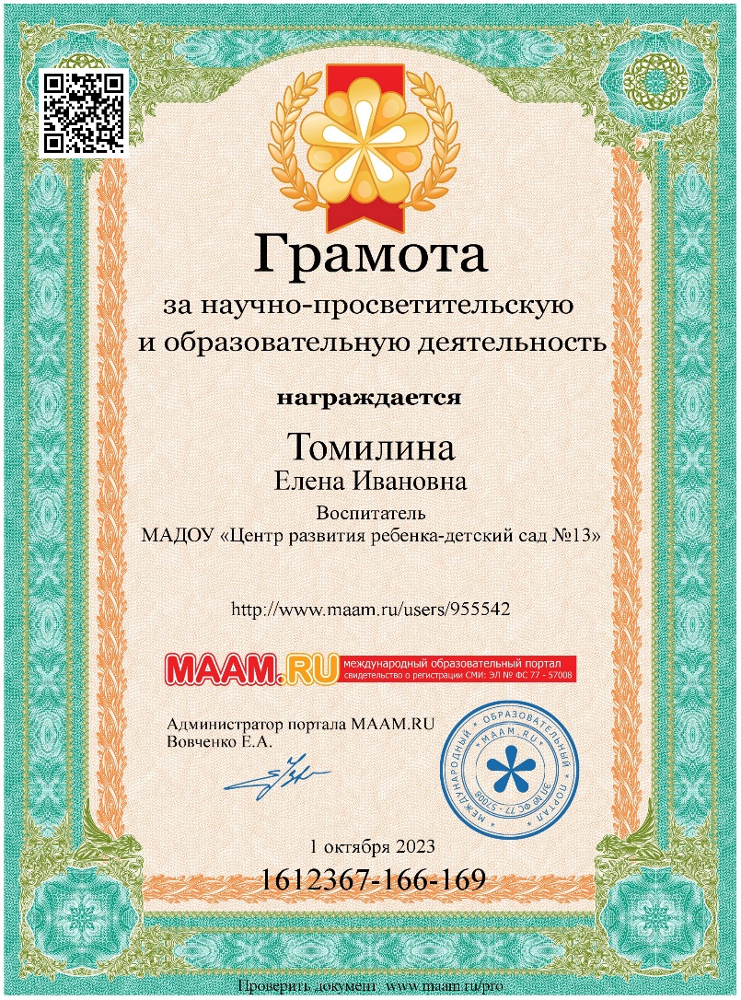 Грамота
за научно-просветительскую
и образовательную деятельность
награждается
Томилина
Елена Ивановна
Воспитатель
МАДОУ «Центр развития ребенка-детский сад №13»
http://www.maam.ru/users/955542
MAAM.RU международный образовательный портал
свидетельство о регистрации СМИ: ЭЛ № ФС 77 - 57008
Администратор портала MAAM.RU
Вовченко Е.А.
* МЕЖДУНАРОДНЫЙ * ОБРАЗОВАТЕЛЬНЫЙ * ПОРТАЛ *
* MAAM.RU *
ЭЛ № ФС 77 - 57008
1 октября 2023
1612367-166-169
Проверить документ: www.maam.ru/pro